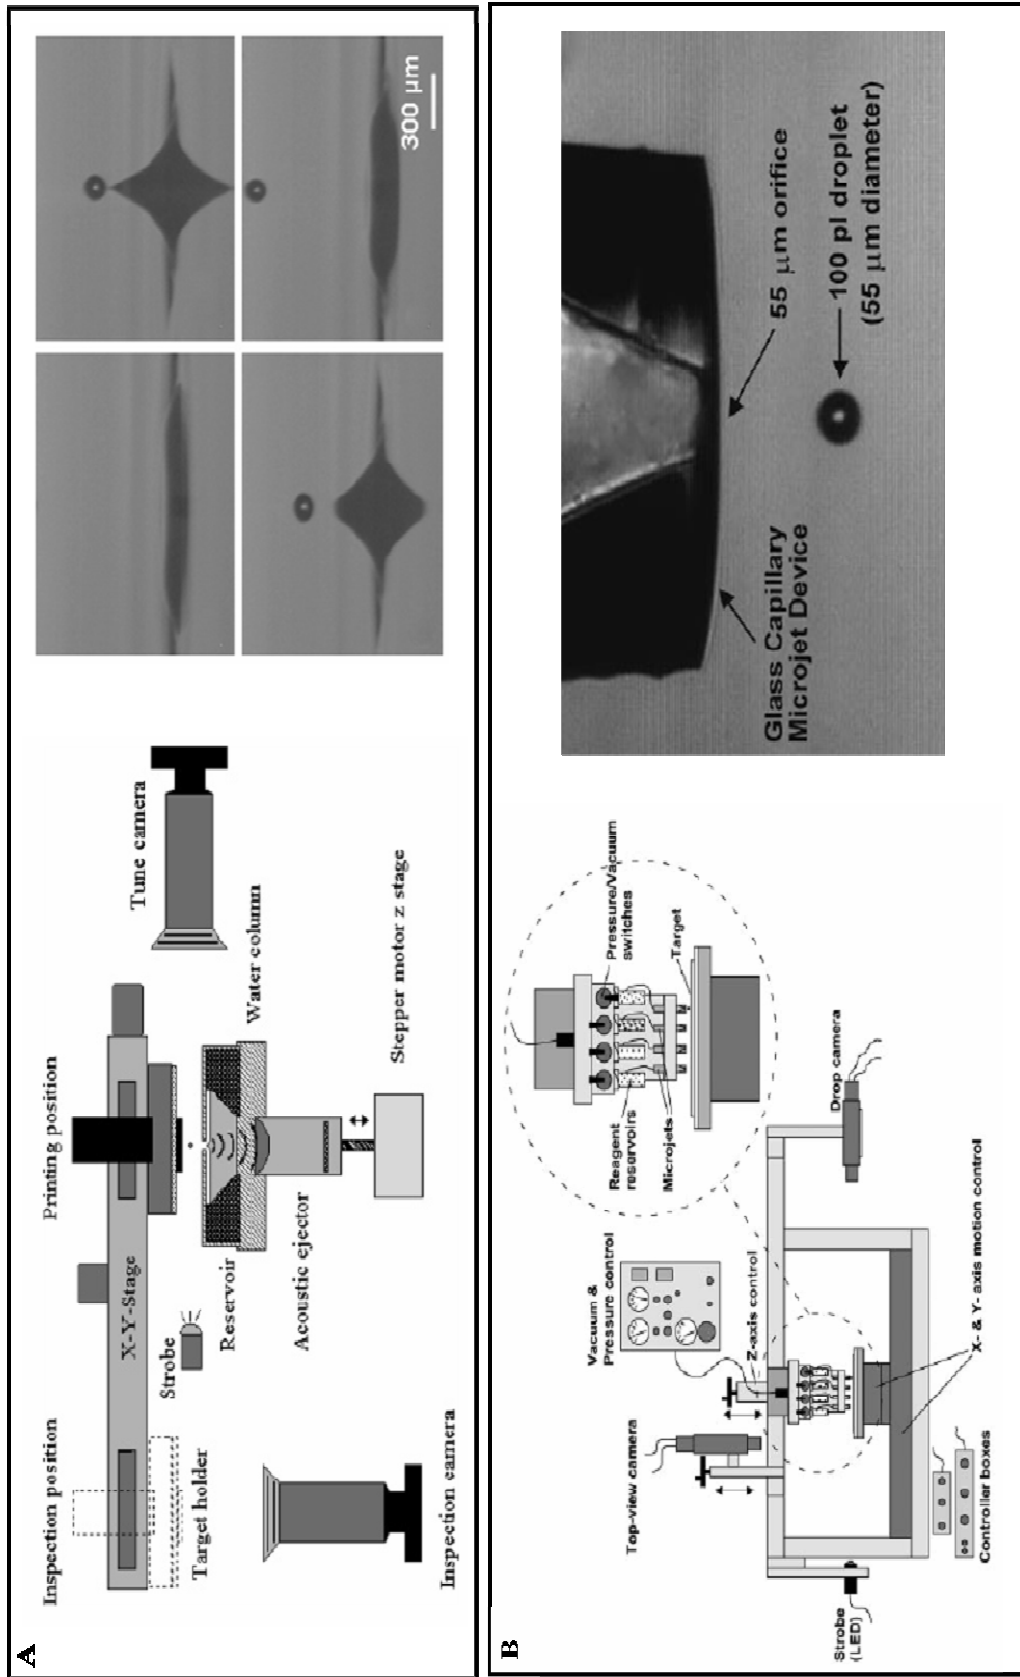 A
Inspection position
Printing position
X-Y-Stage
Tune camera
Target holder
Strobe
Reservoir
Water column
Acoustic ejector
Inspection camera
Stepper motor z stage
300 µm
B
Top-view camera
Vacuum &
Pressure control
Z-axis control
Reagent
reservoirs
Microjets
Pressure/Vacuum
switches
Target
Drop camera
Strobe
(LED)
Controller boxes
X- & Y- axis motion control
Glass Capillary
Microjet Device
55 µm orifice
100 pl droplet
(55 µm diameter)